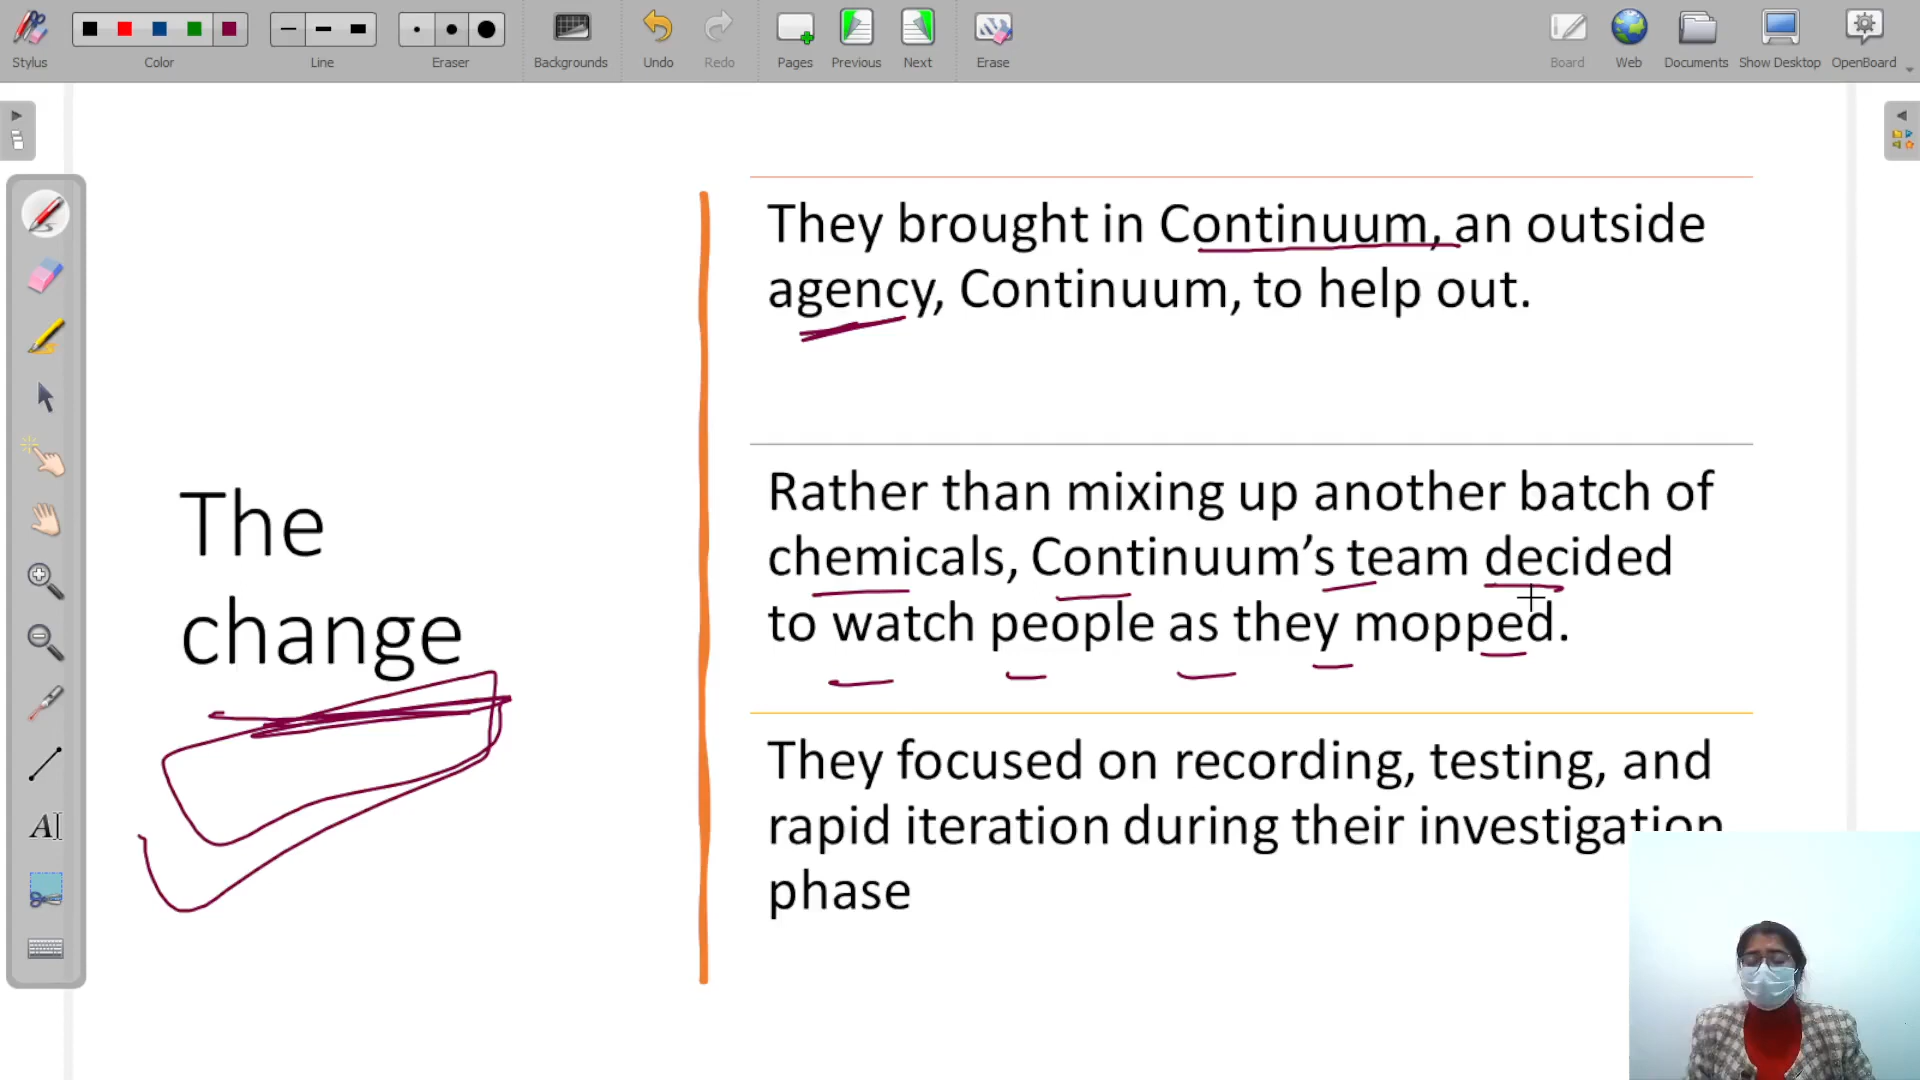 Stylus
Color
Line
Eraser
Backgrounds
Undo
Redo
Pages
Previous
Next
Erase
Board
Web
Documents
Show Desktop
OpenBoard
The
change
They brought in Continuum, an outside
agency, Continuum, to help out.
Rather than mixing up another batch of
chemicals, Continuum’s team decided
to watch people as they mopped.
They focused on recording, testing, and
rapid iteration during their investigation
phase